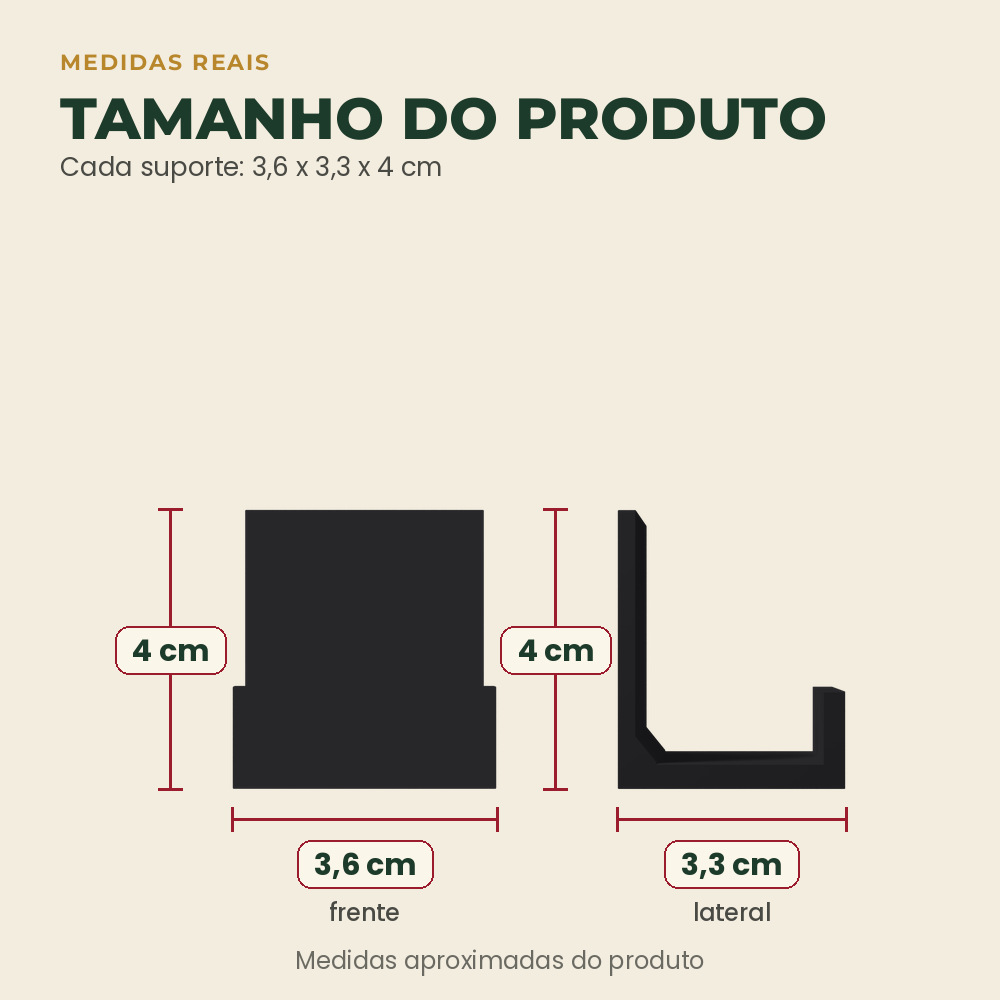 MEDIDAS REAIS
TAMANHO DO PRODUTO
Cada suporte: 3,6 x 3,3 x 4 cm
4 cm
4 cm
3,6 cm
3,3 cm
frente
lateral
Medidas aproximadas do produto